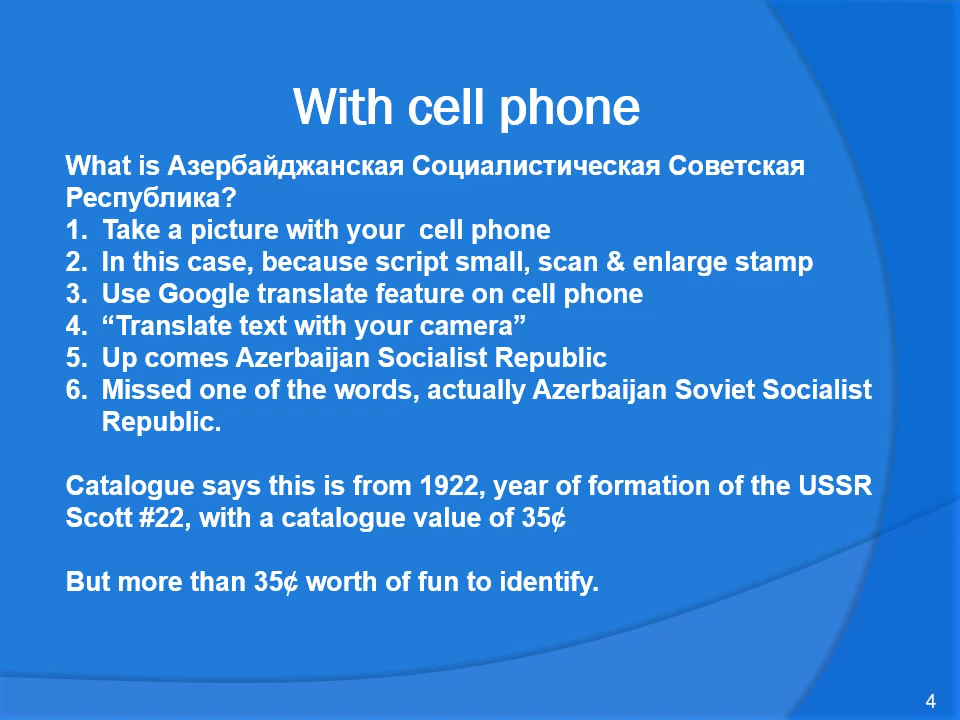 With cell phone
What is Азербайджанская Социалистическая Советская
Республика?
1. Take a picture with your  cell phone
2. In this case, because script small, scan & enlarge stamp
3. Use Google translate feature on cell phone
4. “Translate text with your camera”
5. Up comes Azerbaijan Socialist Republic
6. Missed one of the words, actually Azerbaijan Soviet Socialist
Republic.
Catalogue says this is from 1922, year of formation of the USSR
Scott #22, with a catalogue value of 35¢
But more than 35¢ worth of fun to identify.
4